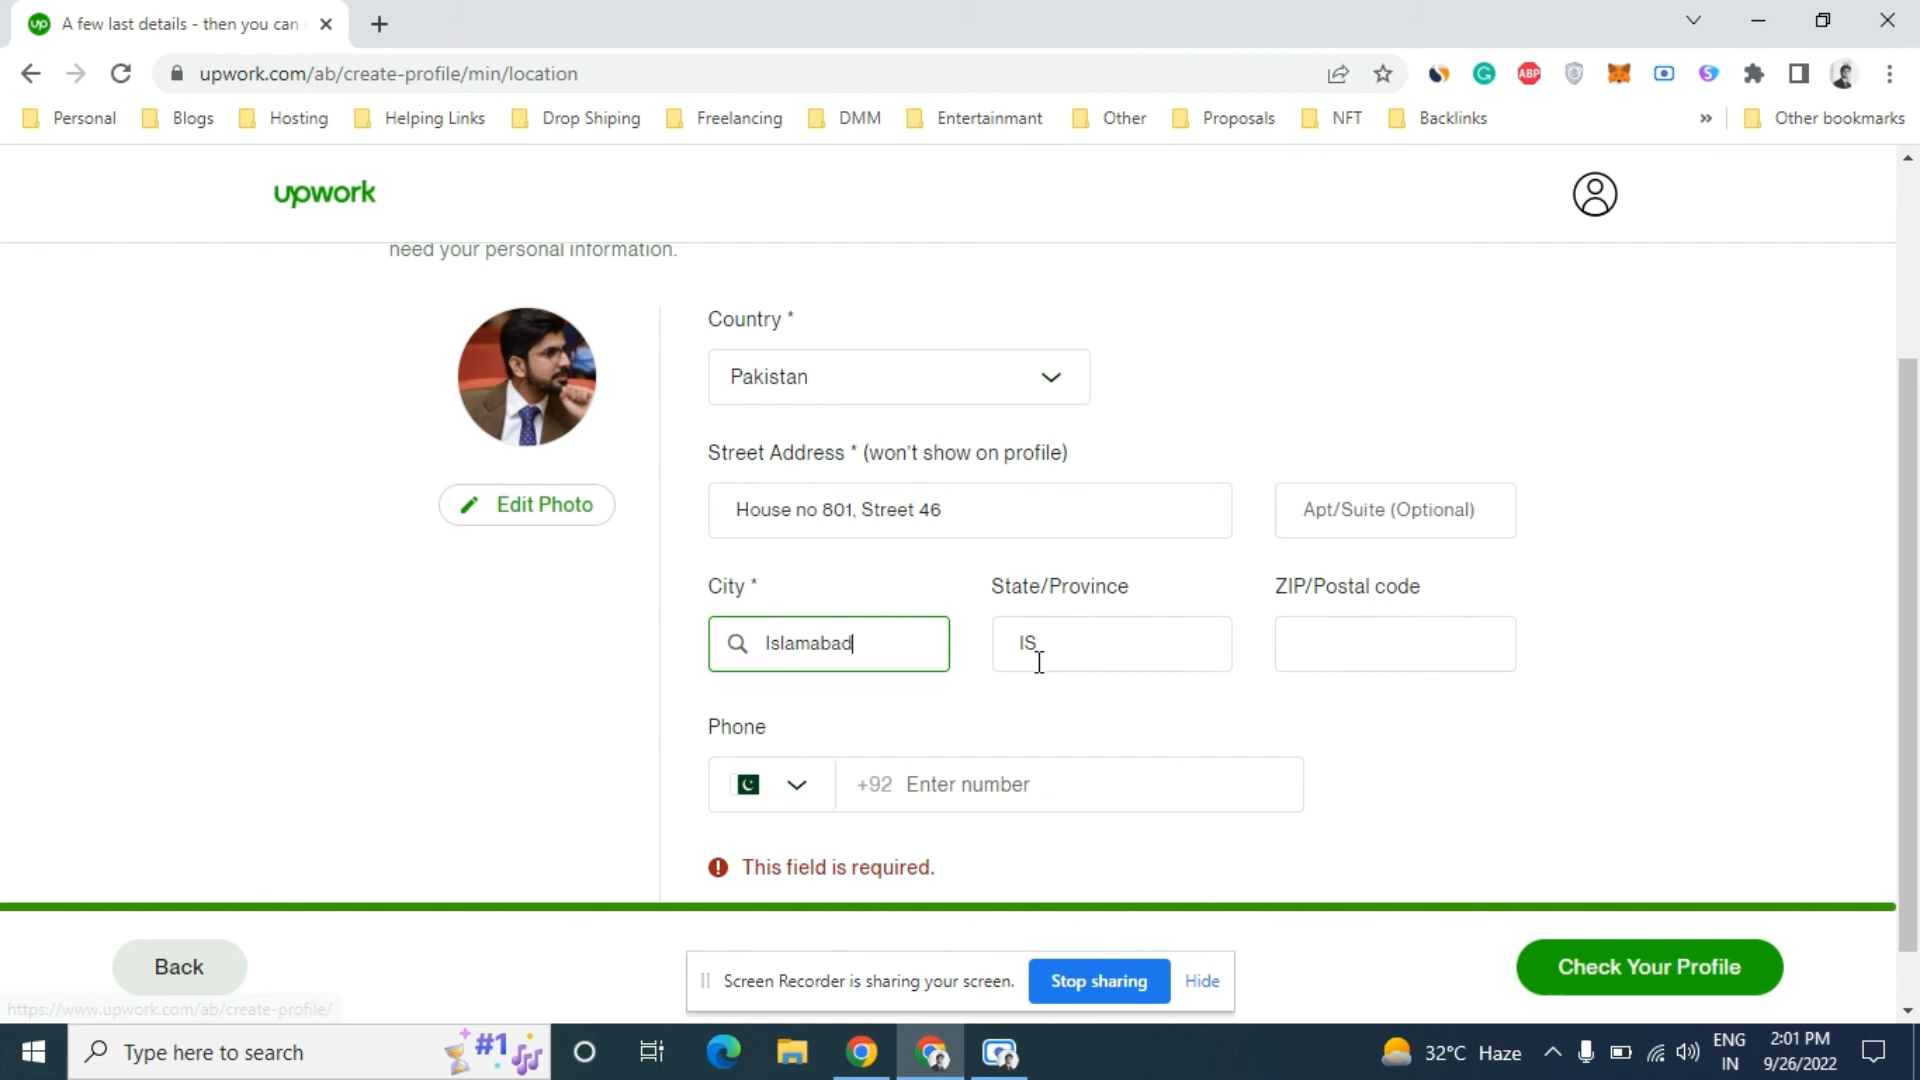 up A few last details - then you can
upwork.com/ab/create-profile/min/location
ABP
Personal Blogs Hosting Helping Links Drop Shiping Freelancing DMM Entertainmant Other Proposals NFT Backlinks » Other bookmarks
upwork
need your personal information.
Country *
Pakistan
Street Address * (won't show on profile)
House no 801, Street 46 Apt/Suite (Optional)
Edit Photo
City * State/Province ZIP/Postal code
Islamabad IS
Phone
+92 Enter number
This field is required.
Back Screen Recorder is sharing your screen. Stop sharing Hide Check Your Profile
https://www.upwork.com/ab/create-profile/
Type here to search #1 32°C Haze ENG IN 2:01 PM 9/26/2022